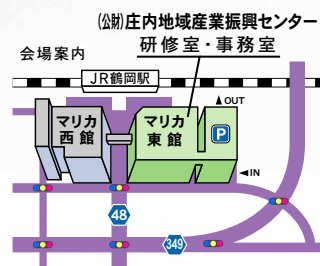 (公財)庄内地域産業振興センター
研修室・事務室
会場案内
JR鶴岡駅
マリカ
西館
マリカ
東館
OUT
P
IN
48
349